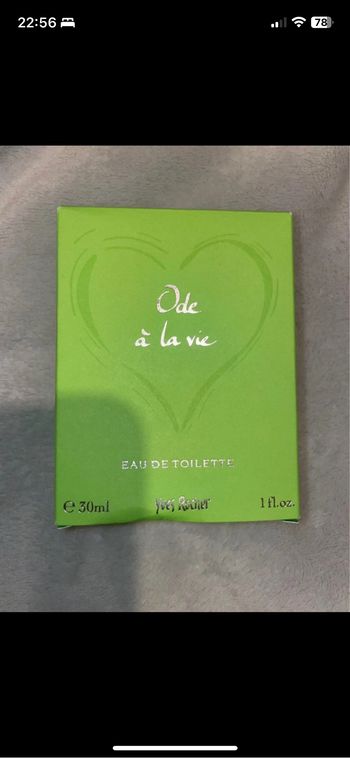 22:56
78
Ode
à la vie
EAU DE TOILETTE
℮ 30ml Yves Rocher 1 fl.oz.